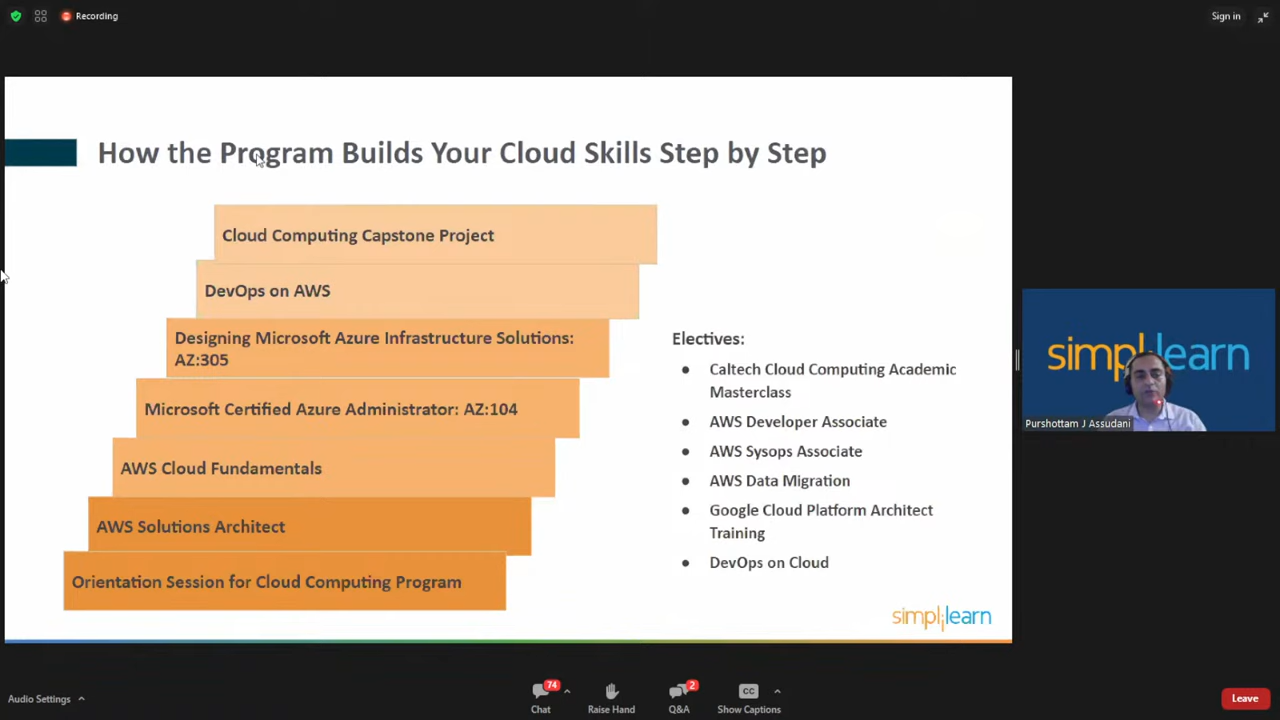 Recording
Sign in
How the Program Builds Your Cloud Skills Step by Step
Cloud Computing Capstone Project
DevOps on AWS
Designing Microsoft Azure Infrastructure Solutions:
AZ:305
Microsoft Certified Azure Administrator: AZ:104
AWS Cloud Fundamentals
AWS Solutions Architect
Orientation Session for Cloud Computing Program
Electives:
● Caltech Cloud Computing Academic
Masterclass
● AWS Developer Associate
● AWS Sysops Associate
● AWS Data Migration
● Google Cloud Platform Architect
Training
● DevOps on Cloud
simplilearn
simplilearn
Purshottam J Assudani
Audio Settings
74
Chat
Raise Hand
2
Q&A
CC
Show Captions
Leave